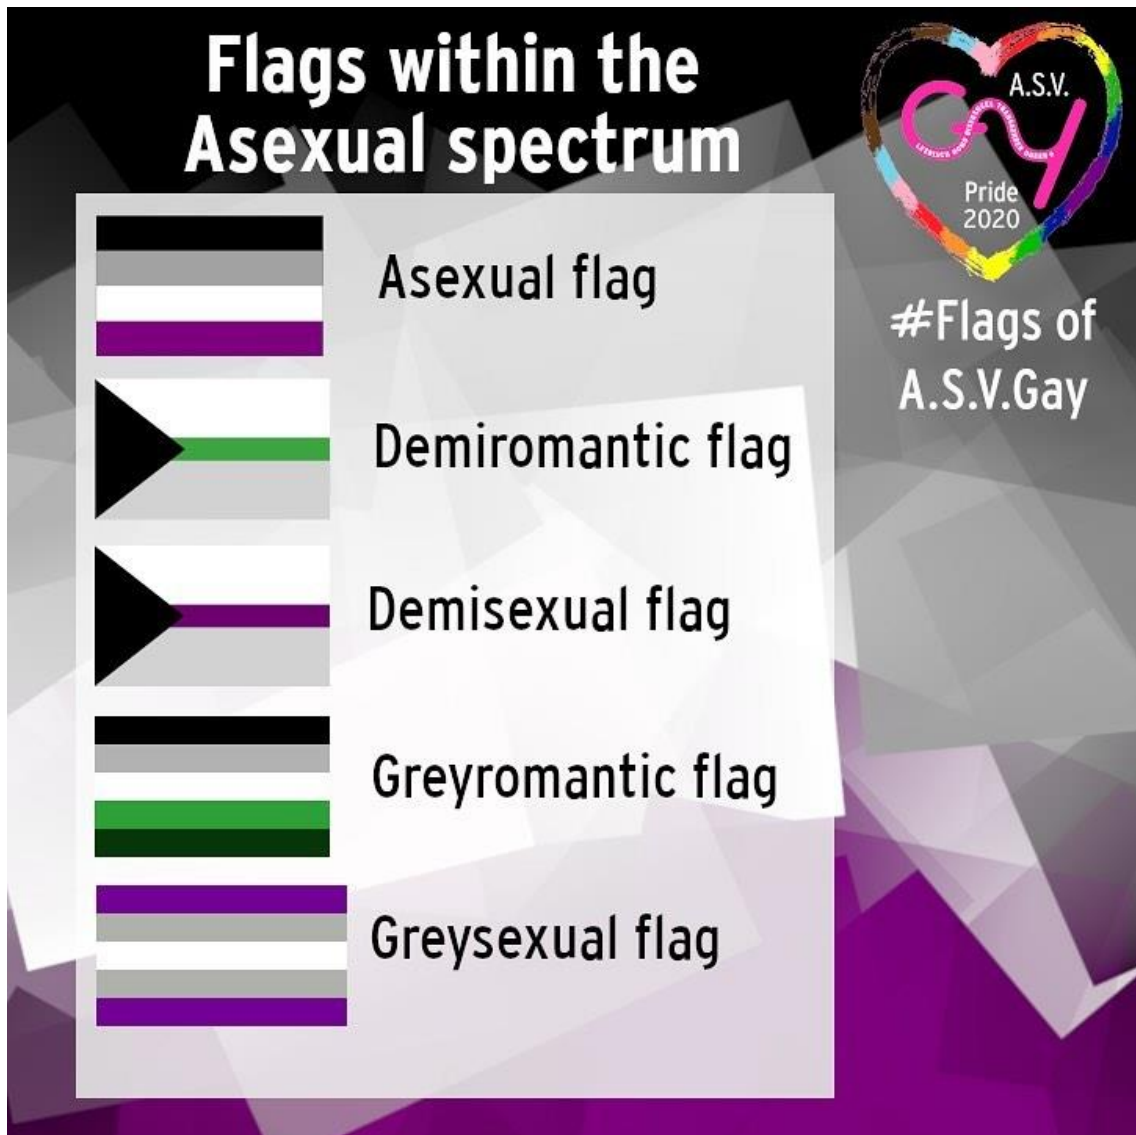 Flags within the
Asexual spectrum
A.S.V.
Gay
Pride
2020
#Flags of
A.S.V.Gay
Asexual flag
Demiromantic flag
Demisexual flag
Greyromantic flag
Greysexual flag